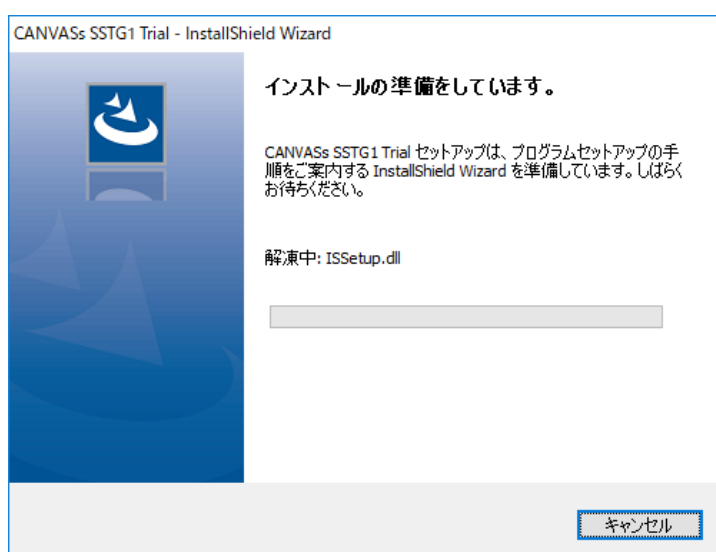 CANVASs SSTG1 Trial - InstallShield Wizard
インストールの準備をしています。
CANVASs SSTG1 Trial セットアップは、プログラムセットアップの手
順をご案内する InstallShield Wizard を準備しています。しばらく
お待ちください。
解凍中: ISSetup.dll
キャンセル